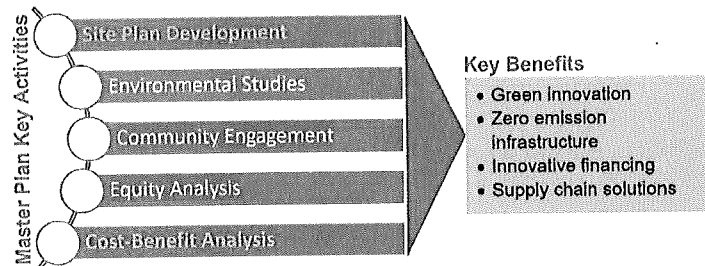 Master Plan Key Activities
Site Plan Development
Environmental Studies
Community Engagement
Equity Analysis
Cost-Benefit Analysis
Key Benefits
• Green innovation
• Zero emission
infrastructure
• Innovative financing
• Supply chain solutions